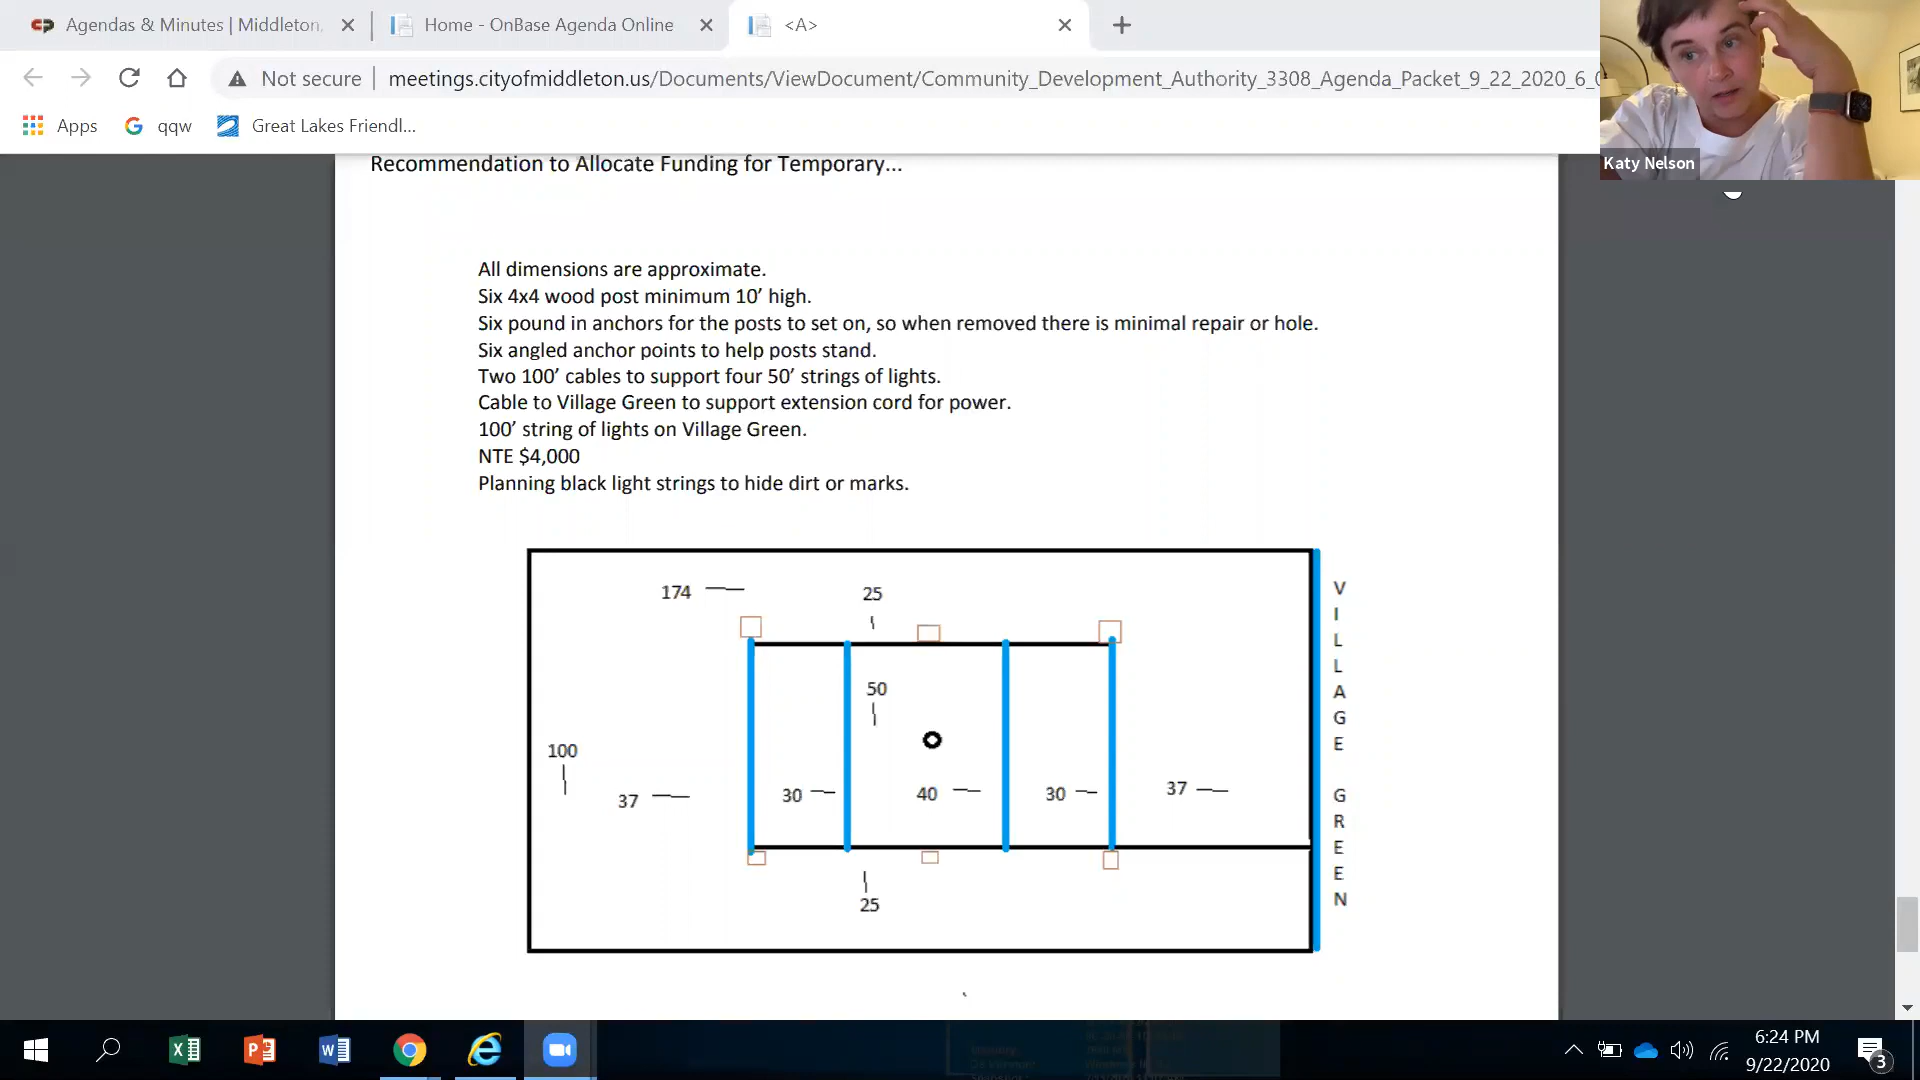 Agendas & Minutes | Middleton,
Home - OnBase Agenda Online
<A>
Not secure
meetings.cityofmiddleton.us/Documents/ViewDocument/Community_Development_Authority_3308_Agenda_Packet_9_22_2020_6_0
Apps
qqw
Great Lakes Friendl...
Katy Nelson
Recommendation to Allocate Funding for Temporary...
All dimensions are approximate.
Six 4x4 wood post minimum 10’ high.
Six pound in anchors for the posts to set on, so when removed there is minimal repair or hole.
Six angled anchor points to help posts stand.
Two 100’ cables to support four 50’ strings of lights.
Cable to Village Green to support extension cord for power.
100’ string of lights on Village Green.
NTE $4,000
Planning black light strings to hide dirt or marks.
174
25
50
100
37
30
40
30
37
25
VILLAGE GREEN
6:24 PM
9/22/2020
3